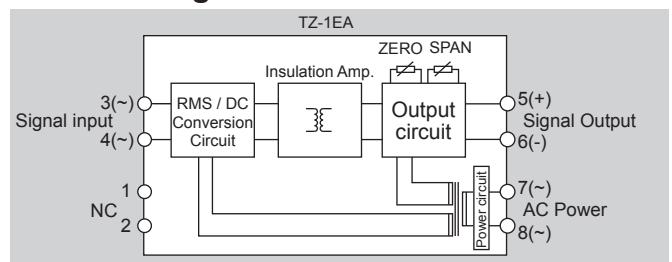 TZ-1EA
ZERO SPAN
Insulation Amp.
3(~)
4(~)
Signal input
RMS / DC
Conversion
Circuit
Output
circuit
5(+)
6(-)
Signal Output
1
2
NC
Power circuit
7(~)
8(~)
AC Power